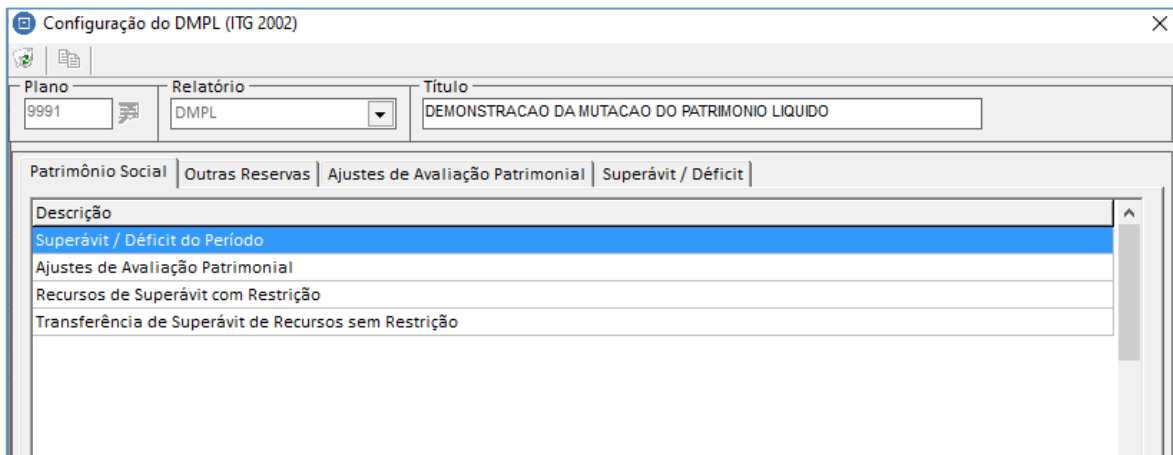 Configuração do DMPL (ITG 2002)
Plano Relatório Título
9991 DMPL DEMONSTRACAO DA MUTACAO DO PATRIMONIO LIQUIDO
Patrimônio Social Outras Reservas Ajustes de Avaliação Patrimonial Superávit / Déficit
Descrição
Superávit / Déficit do Período
Ajustes de Avaliação Patrimonial
Recursos de Superávit com Restrição
Transferência de Superávit de Recursos sem Restrição